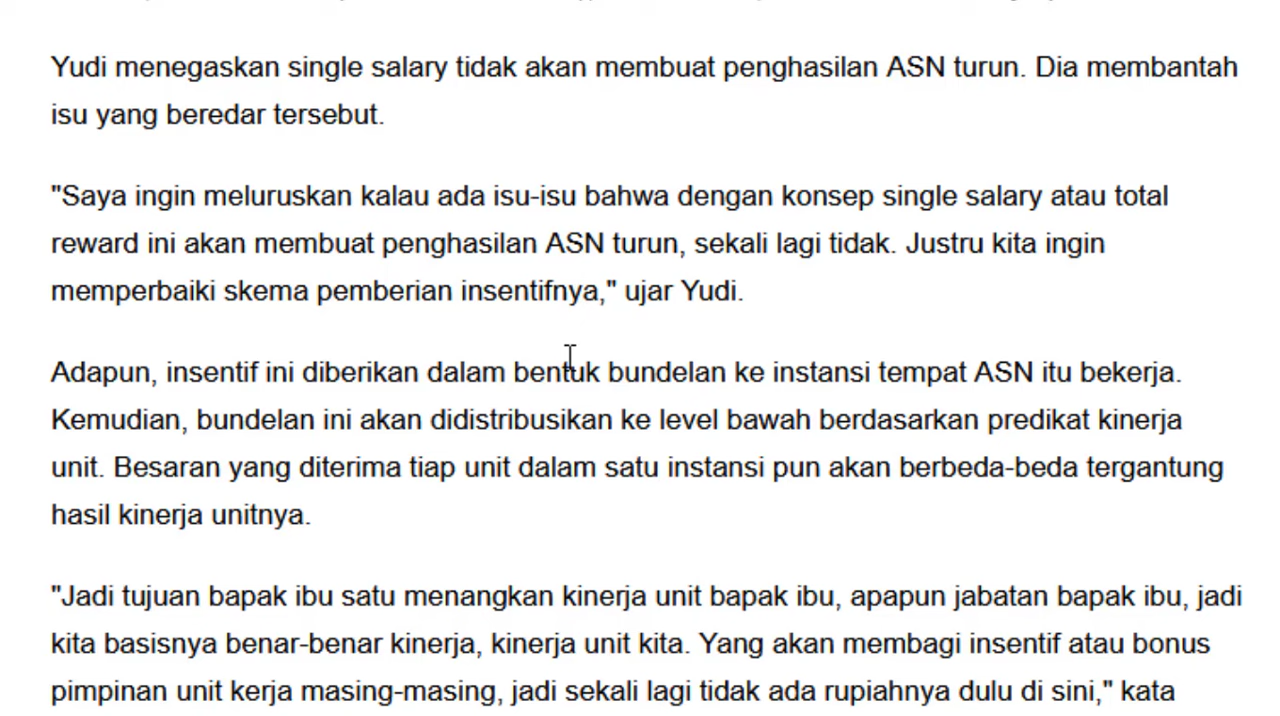 Yudi menegaskan single salary tidak akan membuat penghasilan ASN turun. Dia membantah
isu yang beredar tersebut.
"Saya ingin meluruskan kalau ada isu-isu bahwa dengan konsep single salary atau total
reward ini akan membuat penghasilan ASN turun, sekali lagi tidak. Justru kita ingin
memperbaiki skema pemberian insentifnya," ujar Yudi.
Adapun, insentif ini diberikan dalam bentuk bundelan ke instansi tempat ASN itu bekerja.
Kemudian, bundelan ini akan didistribusikan ke level bawah berdasarkan predikat kinerja
unit. Besaran yang diterima tiap unit dalam satu instansi pun akan berbeda-beda tergantung
hasil kinerja unitnya.
"Jadi tujuan bapak ibu satu menangkan kinerja unit bapak ibu, apapun jabatan bapak ibu, jadi
kita basisnya benar-benar kinerja, kinerja unit kita. Yang akan membagi insentif atau bonus
pimpinan unit kerja masing-masing, jadi sekali lagi tidak ada rupiahnya dulu di sini," kata